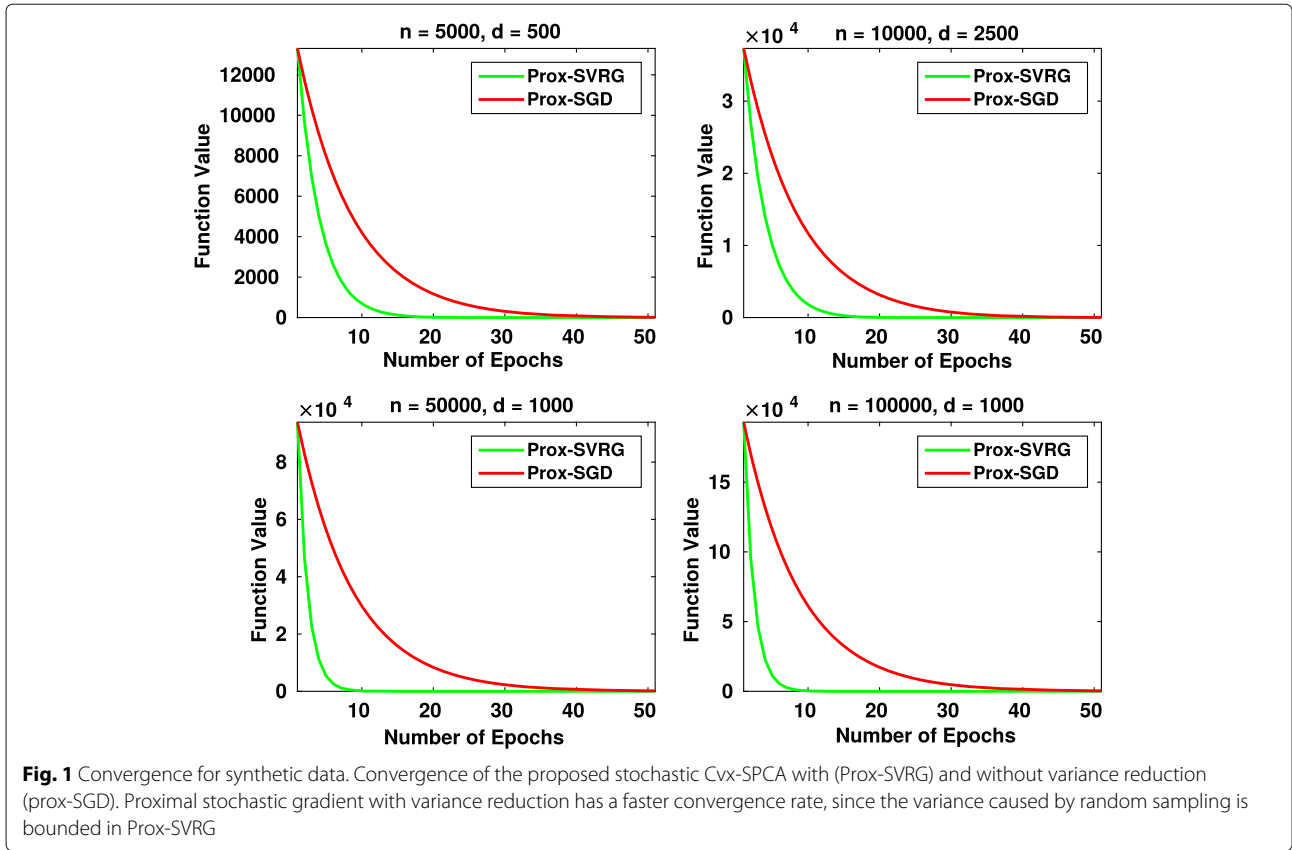 n = 5000, d = 500
Prox-SVRG
Prox-SGD
Function Value
12000
10000
8000
6000
4000
2000
0
10 20 30 40 50
Number of Epochs
×10 4 n = 10000, d = 2500
Prox-SVRG
Prox-SGD
Function Value
3
2
1
0
10 20 30 40 50
Number of Epochs
×10 4 n = 50000, d = 1000
Prox-SVRG
Prox-SGD
Function Value
8
6
4
2
0
10 20 30 40 50
Number of Epochs
×10 4 n = 100000, d = 1000
Prox-SVRG
Prox-SGD
Function Value
15
10
5
0
10 20 30 40 50
Number of Epochs
Fig. 1 Convergence for synthetic data. Convergence of the proposed stochastic Cvx-SPCA with (Prox-SVRG) and without variance reduction
(prox-SGD). Proximal stochastic gradient with variance reduction has a faster convergence rate, since the variance caused by random sampling is
bounded in Prox-SVRG